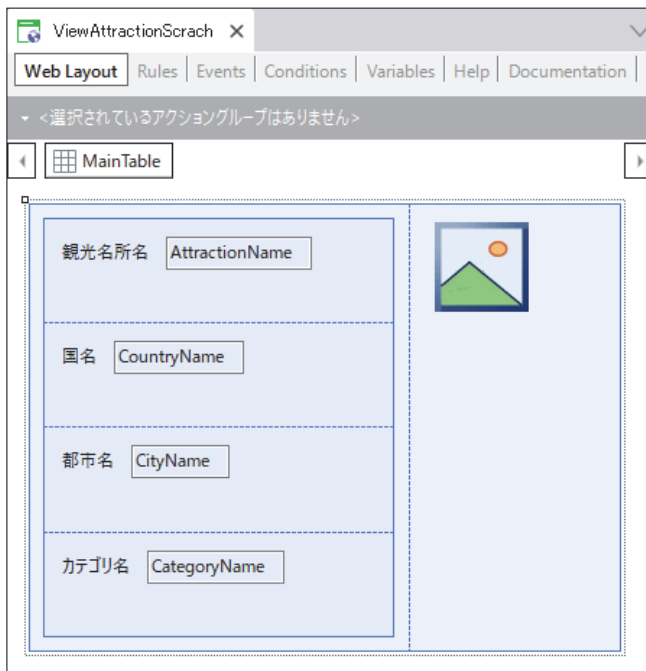 ViewAttractionScrach
Web Layout Rules Events Conditions Variables Help Documentation
<選択されているアクショングループはありません>
MainTable
観光名所名 AttractionName
国名 CountryName
都市名 CityName
カテゴリ名 CategoryName